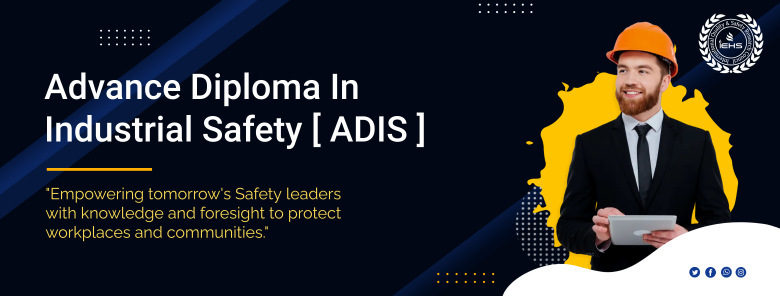 Advance Diploma In
Industrial Safety [ ADIS ]
"Empowering tomorrow's Safety leaders
with knowledge and foresight to protect
workplaces and communities."
IEHS